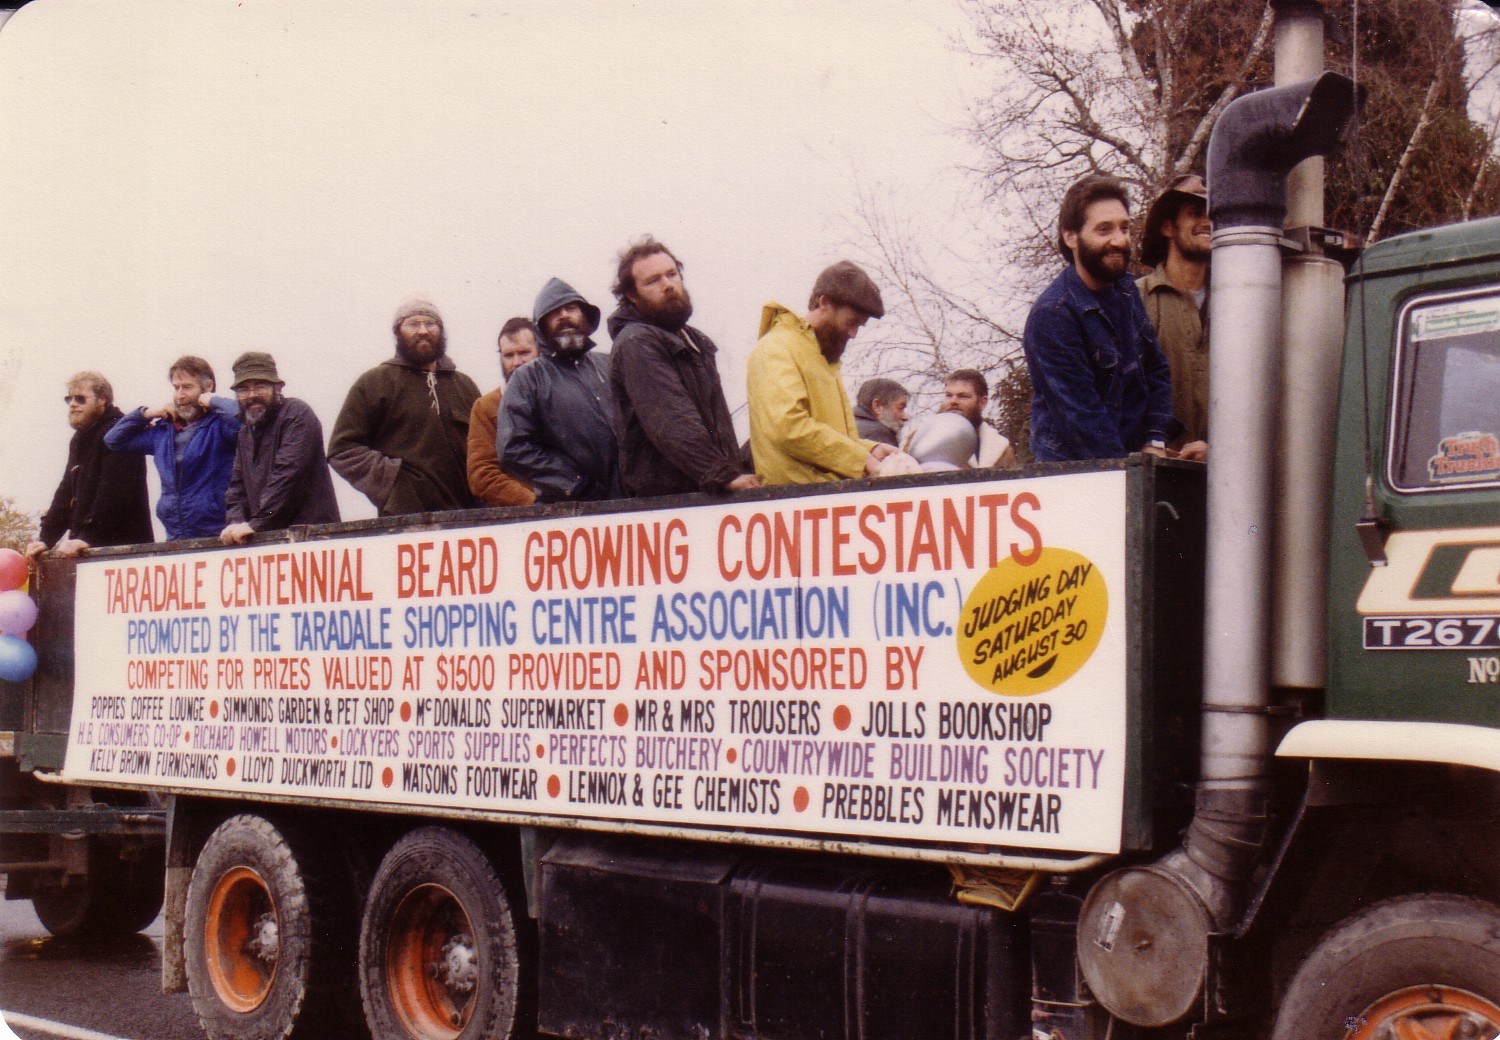 TARADALE CENTENNIAL BEARD GROWING CONTESTANTS
PROMOTED BY THE TARADALE SHOPPING CENTRE ASSOCIATION (INC.)
COMPETING FOR PRIZES VALUED AT $1500 PROVIDED AND SPONSORED BY
JUDGING DAY
SATURDAY
AUGUST 30
POPPIES COFFEE LOUNGE • SIMMONDS GARDEN & PET SHOP • McDONALDS SUPERMARKET • MR & MRS TROUSERS • JOLLS BOOKSHOP
H.B. CONSUMERS CO-OP • RICHARD HOWELL MOTORS • LOCKYERS SPORTS SUPPLIES • PERFECTS BUTCHERY • COUNTRYWIDE BUILDING SOCIETY
KELLY BROWN FURNISHINGS • LLOYD DUCKWORTH LTD • WATSONS FOOTWEAR • LENNOX & GEE CHEMISTS • PREBBLES MENSWEAR
T267
No